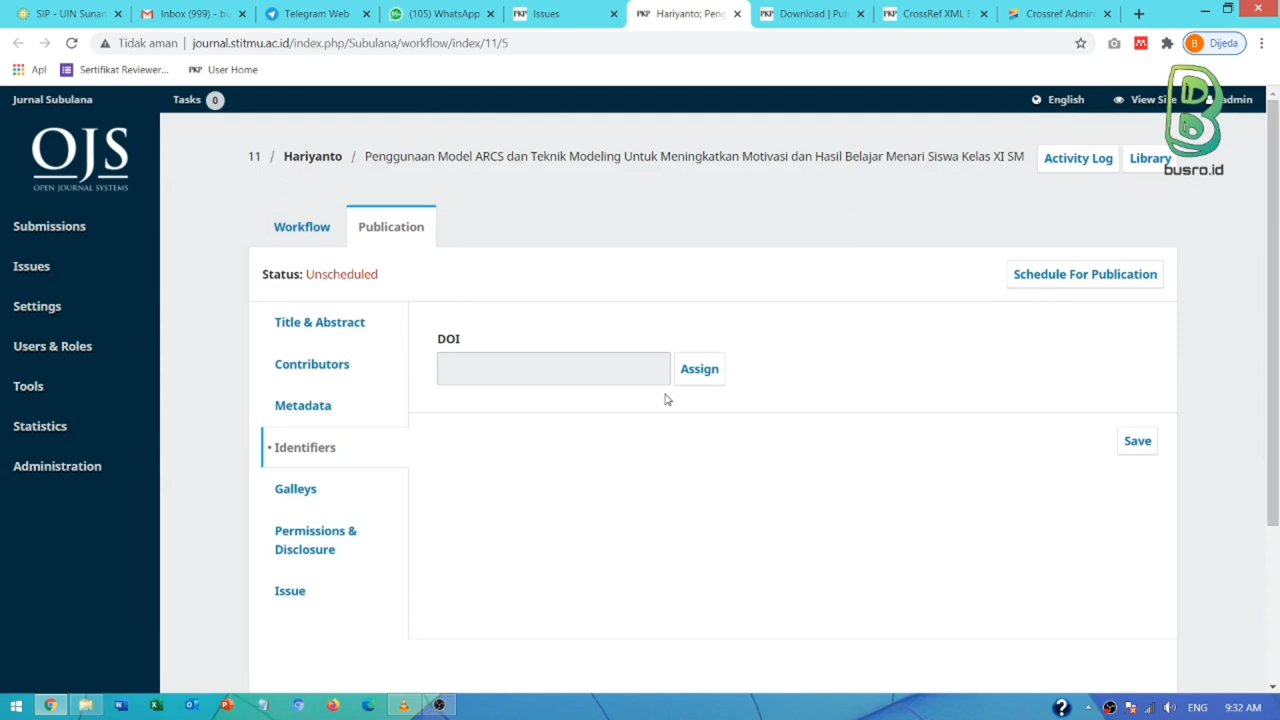 SIP - UIN Sunan
Inbox (999) - bu
Telegram Web
(105) WhatsApp
Issues
Hariyanto; Peng
Download | Pub
CrossRef XML E
Crossref Admin
Tidak aman
journal.stitmu.ac.id/index.php/Subulana/workflow/index/11/5
B Dijeda
Apl
Sertifikat Reviewer...
User Home
Jurnal Subulana
Tasks 0
English
View Site
admin
OJS
OPEN JOURNAL SYSTEMS
busro.id
11 / Hariyanto / Penggunaan Model ARCS dan Teknik Modeling Untuk Meningkatkan Motivasi dan Hasil Belajar Menari Siswa Kelas XI SM
Activity Log
Library
Submissions
Issues
Settings
Users & Roles
Tools
Statistics
Administration
Workflow
Publication
Status: Unscheduled
Schedule For Publication
Title & Abstract
Contributors
Metadata
• Identifiers
Galleys
Permissions &
Disclosure
Issue
DOI
Assign
Save
ENG
9:32 AM